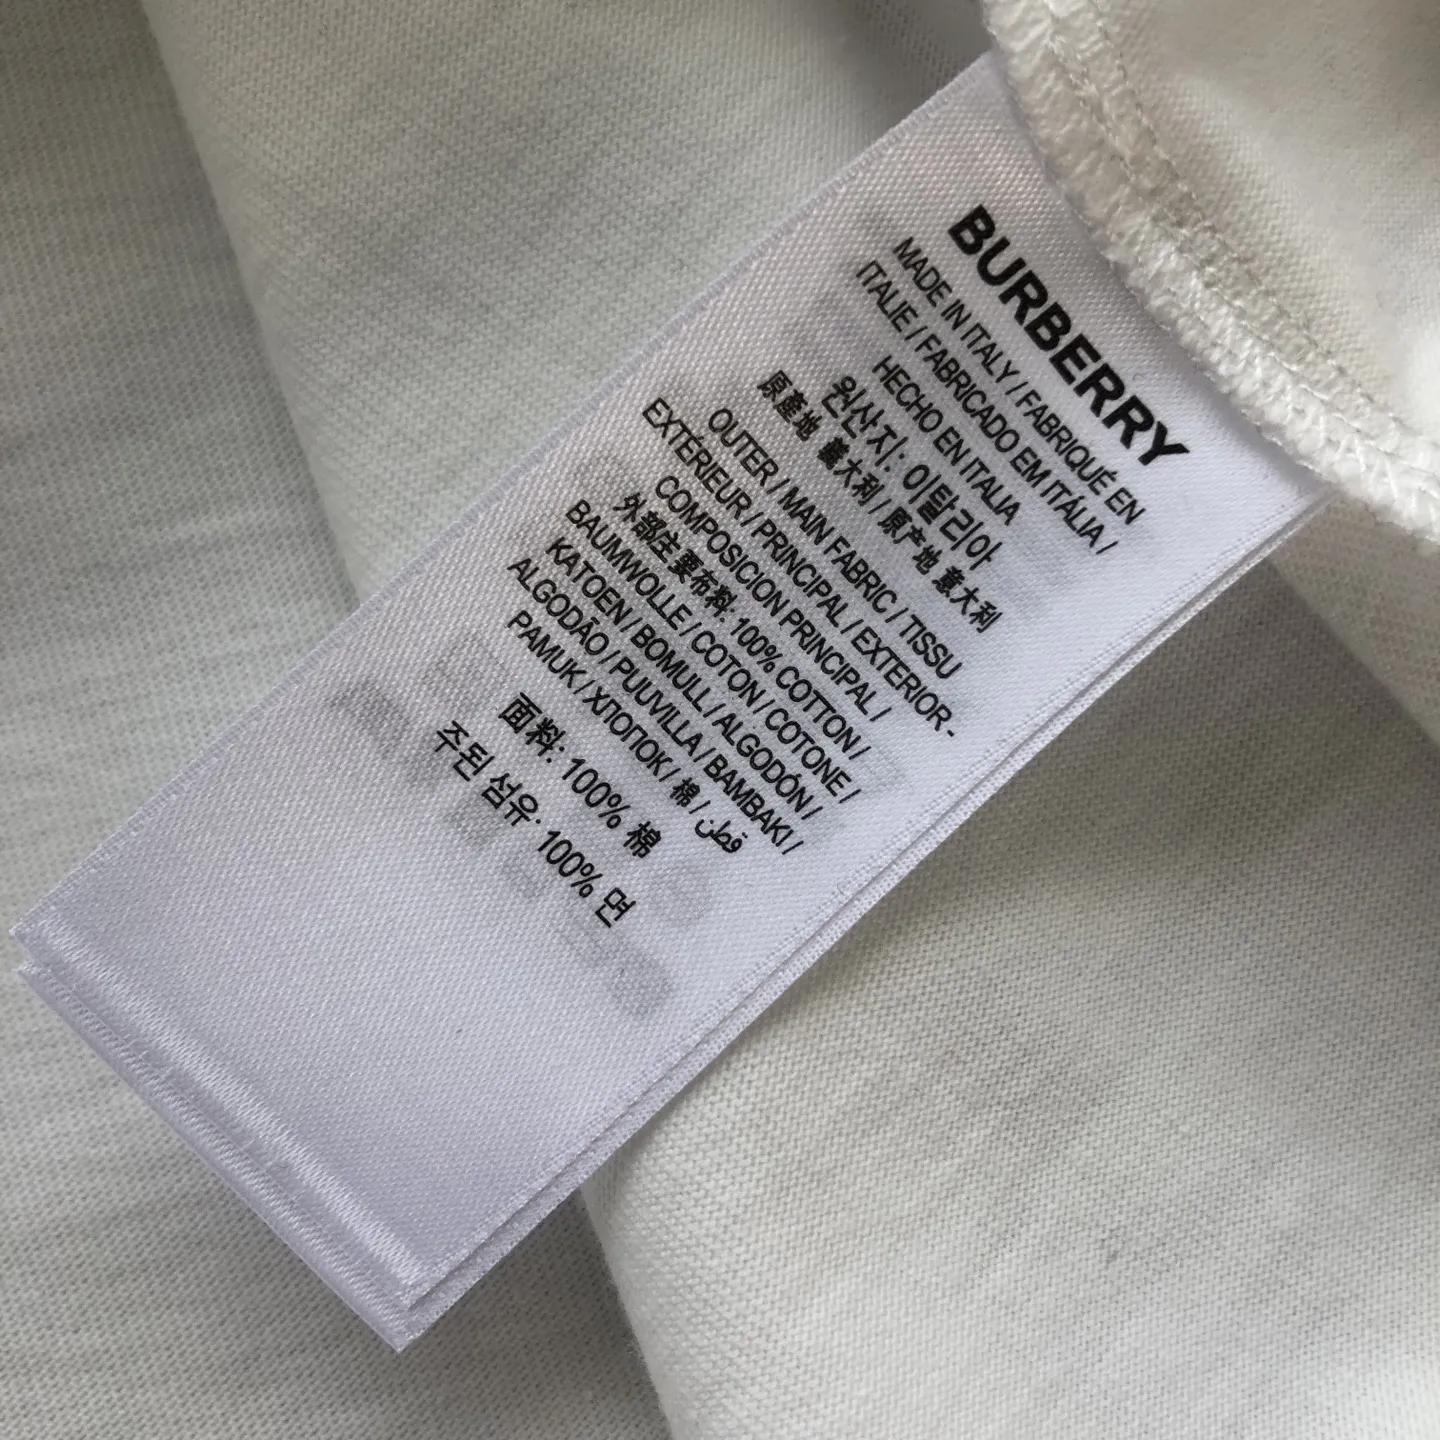 BURBERRY
MADE IN ITALY / FABRIQUÉ EN
ITALIE / FABRICADO EM ITÁLIA /
HECHO EN ITALIA
원산지: 이탈리아
原產地 義大利 / 原产地 意大利
OUTER / MAIN FABRIC / TISSU
EXTÉRIEUR / PRINCIPAL / EXTERIOR -
COMPOSICION PRINCIPAL /
外部主要布料: 100% COTTON /
BAUMWOLLE / COTON / COTONE /
KATOEN / BOMULL / ALGODÓN /
ALGODÃO / PUUVILLA / BAMBAKI /
PAMUK / ХЛОПОК / 棉 / قطن
面料: 100% 棉
주된 섬유: 100% 면